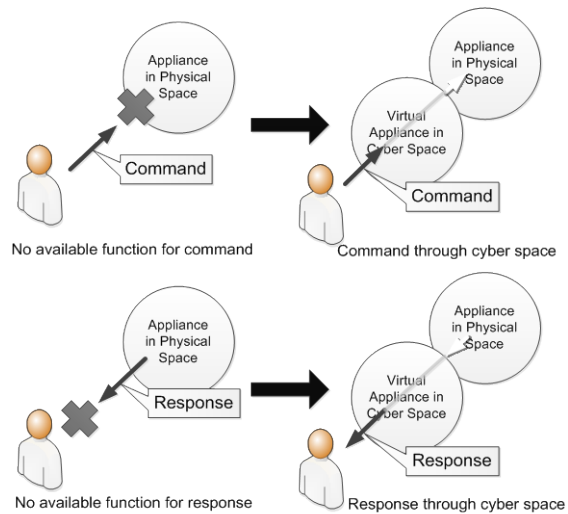 Appliance
in Physical
Space
Command
No available function for command
Appliance
in Physical
Space
Virtual
Appliance in
Cyber Space
Command
Command through cyber space
Appliance
in Physical
Space
Response
No available function for response
Appliance
in Physical
Space
Virtual
Appliance in
Cyber Space
Response
Response through cyber space